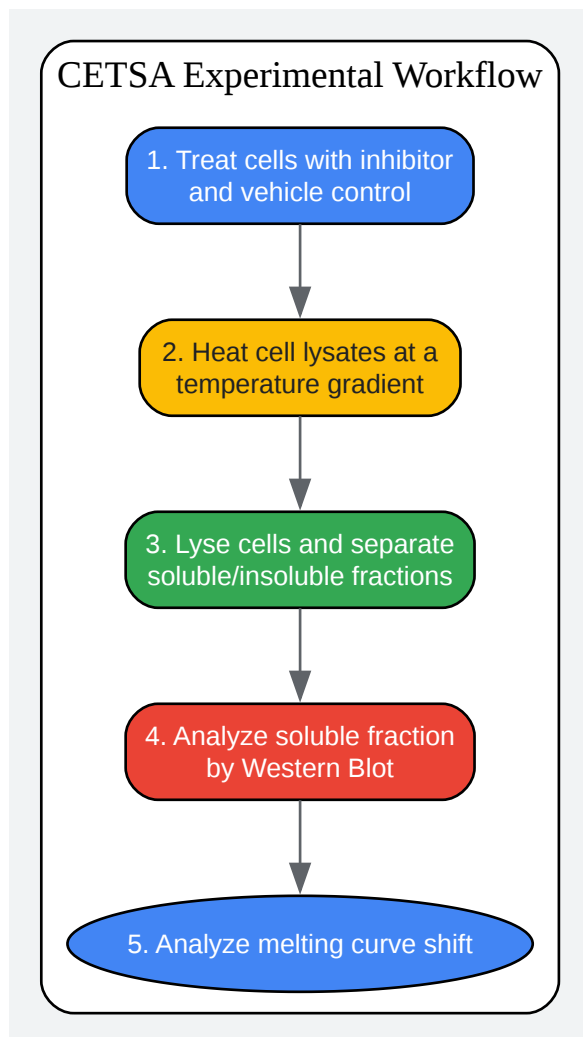 CETSA Experimental Workflow
1. Treat cells with inhibitor
and vehicle control
2. Heat cell lysates at a
temperature gradient
3. Lyse cells and separate
soluble/insoluble fractions
4. Analyze soluble fraction
by Western Blot
5. Analyze melting curve shift